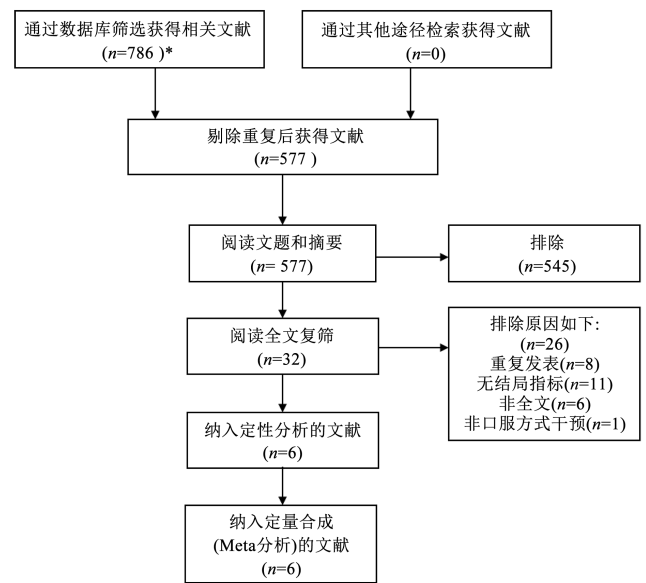 通过数据库筛选获得相关文献
(n=786 )*
通过其他途径检索获得文献
(n=0)
剔除重复后获得文献
(n=577 )
阅读文题和摘要
(n= 577)
排除
(n=545)
阅读全文复筛
(n=32)
排除原因如下:
(n=26)
重复发表(n=8)
无结局指标(n=11)
非全文(n=6)
非口服方式干预(n=1)
纳入定性分析的文献
(n=6)
纳入定量合成
(Meta分析)的文献
(n=6)